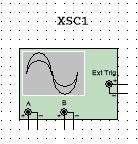 XSC1
Ext Trig
+
-
A
B
+ - + -